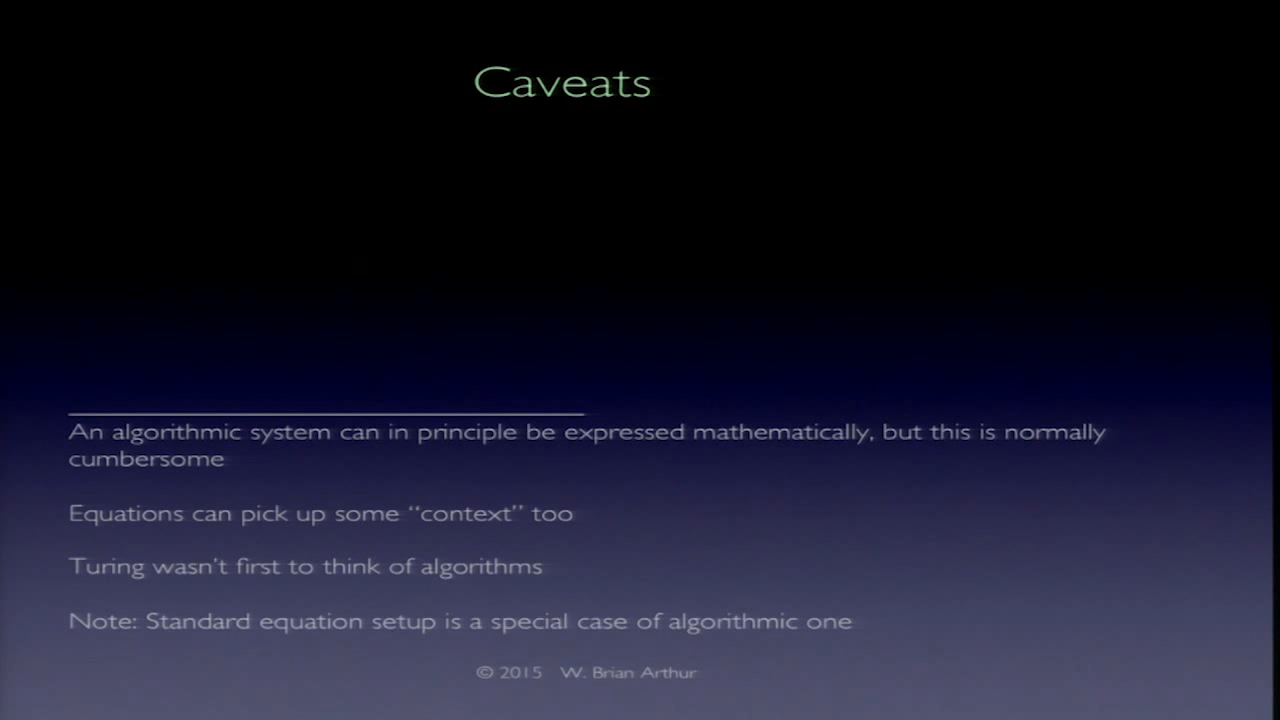 Caveats
An algorithmic system can in principle be expressed mathematically, but this is normally
cumbersome
Equations can pick up some “context” too
Turing wasn’t first to think of algorithms
Note: Standard equation setup is a special case of algorithmic one
© 2015 W. Brian Arthur